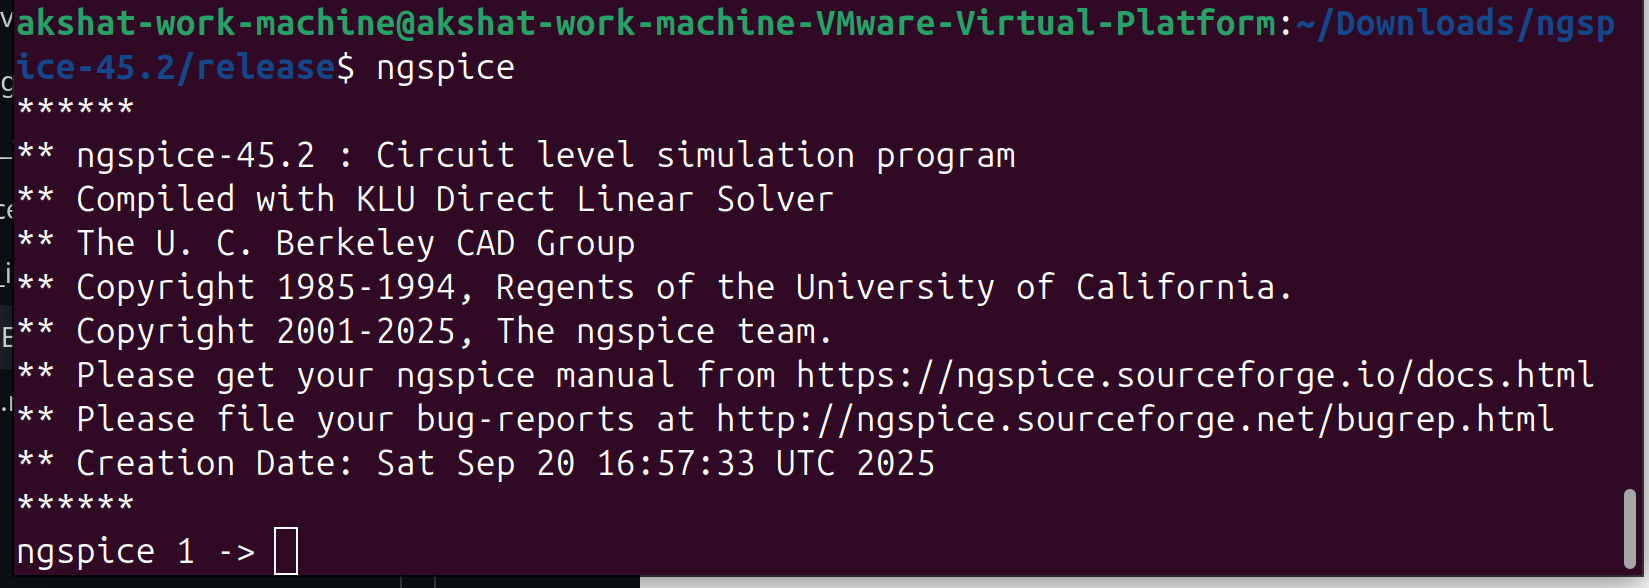 akshat-work-machine@akshat-work-machine-VMware-Virtual-Platform:~/Downloads/ngsp
ice-45.2/release$ ngspice
******
** ngspice-45.2 : Circuit level simulation program
** Compiled with KLU Direct Linear Solver
** The U. C. Berkeley CAD Group
** Copyright 1985-1994, Regents of the University of California.
** Copyright 2001-2025, The ngspice team.
** Please get your ngspice manual from https://ngspice.sourceforge.io/docs.html
** Please file your bug-reports at http://ngspice.sourceforge.net/bugrep.html
** Creation Date: Sat Sep 20 16:57:33 UTC 2025
******
ngspice 1 ->